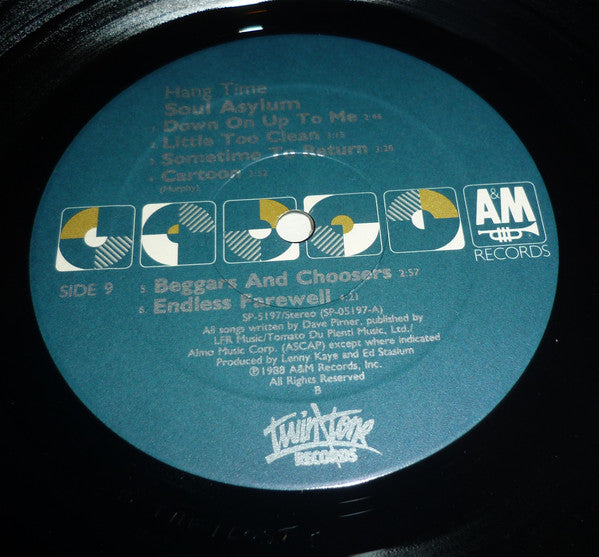 Hang Time
Soul Asylum
1. Down On Up To Me 2:46
2. Little Too Clean 3:15
3. Sometime To Return 3:28
4. Cartoon 3:52
(Murphy)
A&M
RECORDS
SIDE 9
5. Beggars And Choosers 2:57
6. Endless Farewell 4:21
SP-5197/Stereo (SP-05197-A)
All songs written by Dave Pirner, published by
LFR Music/Tomato Du Plenti Music, Ltd./
Almo Music Corp. (ASCAP) except where indicated
Produced by Lenny Kaye and Ed Stasium
℗1988 A&M Records, Inc.
All Rights Reserved
B
Twin/Tone
RECORDS